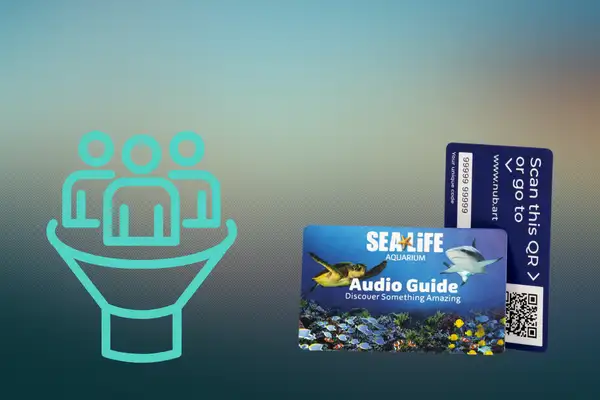 SEA LiFE
AQUARIUM
Audio Guide
Discover Something Amazing
Scan this QR
or go to
www.nub.art
99999 99999
Your unique code